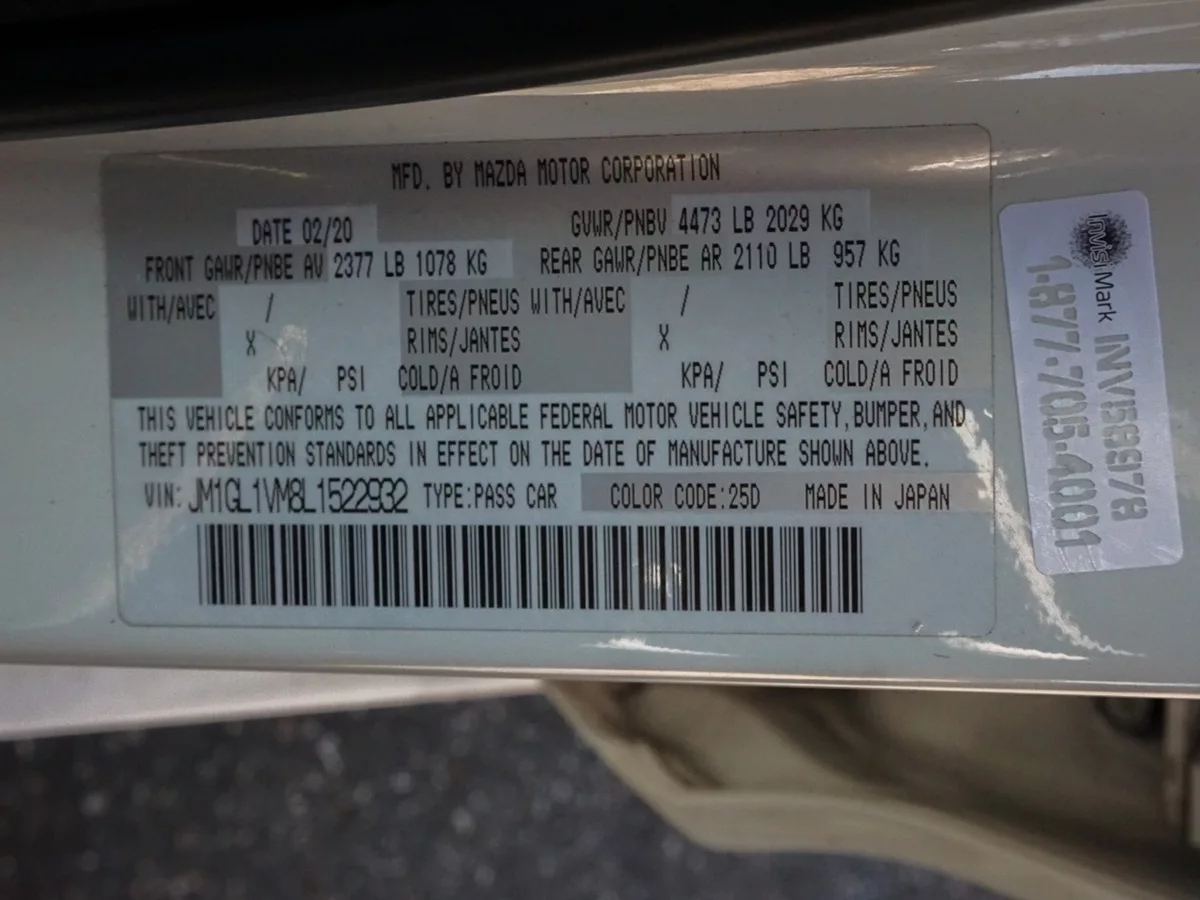 MFD. BY MAZDA MOTOR CORPORATION
DATE 02/20 GVWR/PNBV 4473 LB 2029 KG
FRONT GAWR/PNBE AV 2377 LB 1078 KG REAR GAWR/PNBE AR 2110 LB 957 KG
WITH/AVEC / TIRES/PNEUS WITH/AVEC / TIRES/PNEUS
X RIMS/JANTES X RIMS/JANTES
KPA/ PSI COLD/A FROID KPA/ PSI COLD/A FROID
THIS VEHICLE CONFORMS TO ALL APPLICABLE FEDERAL MOTOR VEHICLE SAFETY,BUMPER,AND
THEFT PREVENTION STANDARDS IN EFFECT ON THE DATE OF MANUFACTURE SHOWN ABOVE.
VIN: JM1GL1VM8L1522932 TYPE:PASS CAR COLOR CODE:25D MADE IN JAPAN
InvisiMark
INV1589978
1-877-705-4001